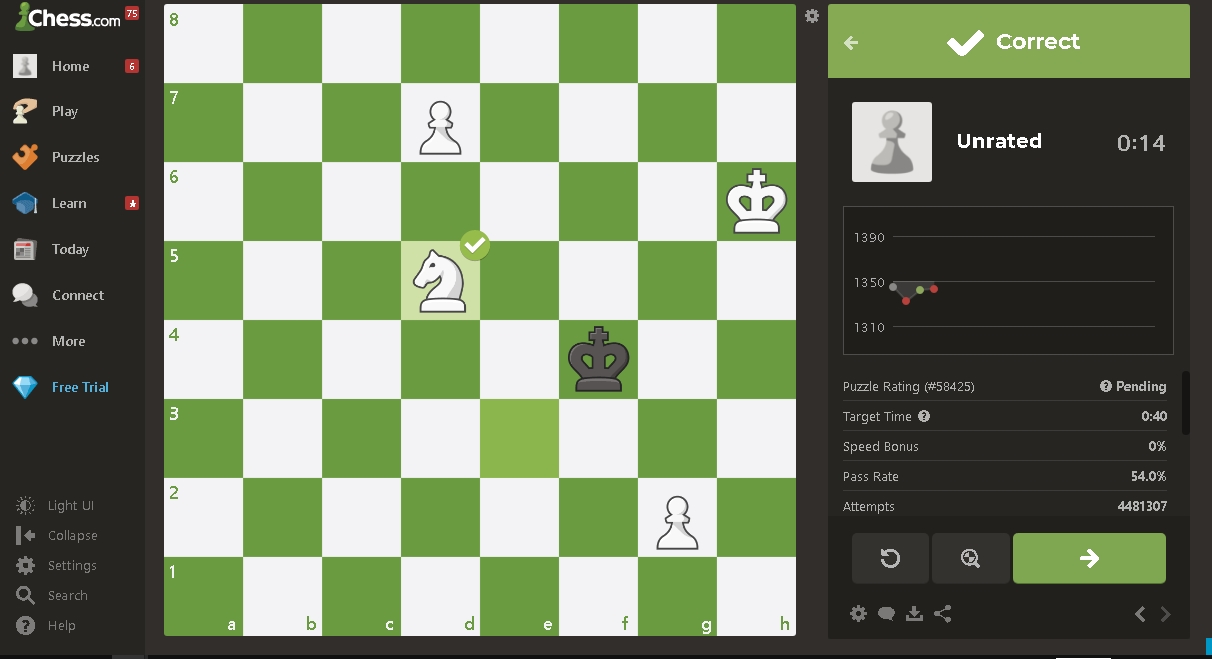 Chess.com 75
Home 6
Play
Puzzles
Learn
Today
Connect
More
Free Trial
Light UI
Collapse
Settings
Search
Help
8
7
6
5
4
3
2
1
a b c d e f g h
Correct
Unrated 0:14
1390
1350
1310
Puzzle Rating (#58425) ? Pending
Target Time ? 0:40
Speed Bonus 0%
Pass Rate 54.0%
Attempts 4481307